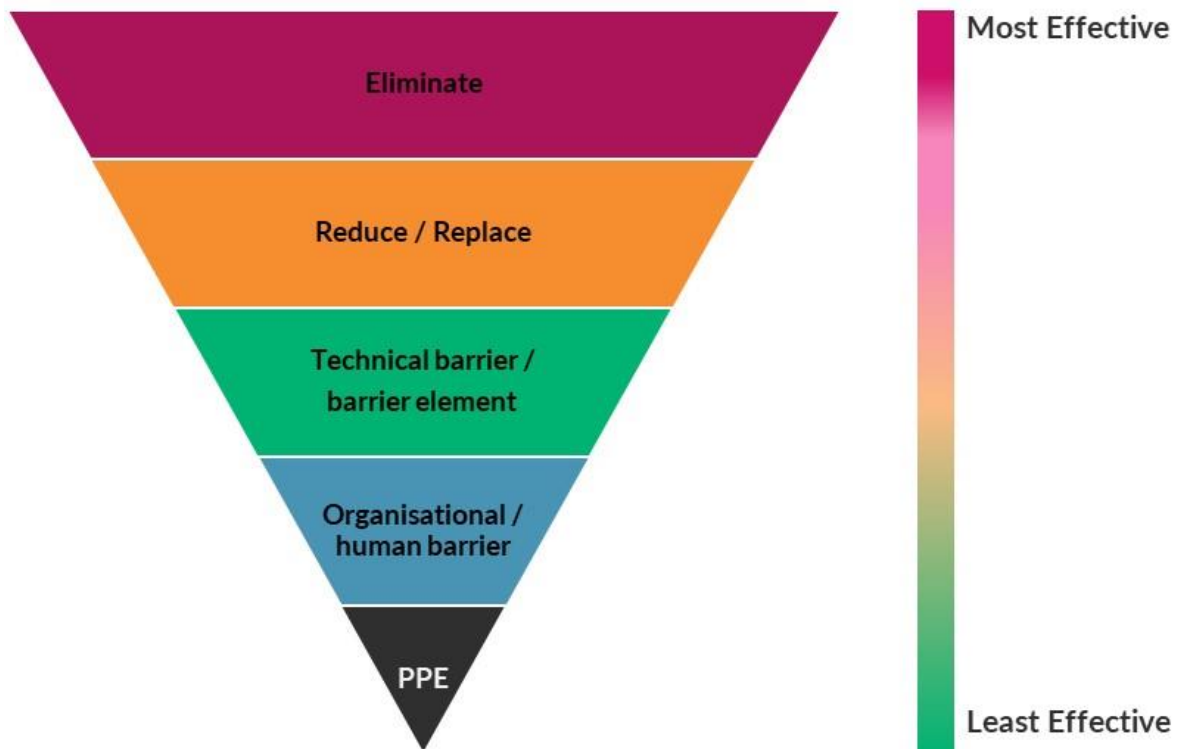 Most Effective
Eliminate
Reduce / Replace
Technical barrier /
barrier element
Organisational /
human barrier
PPE
Least Effective